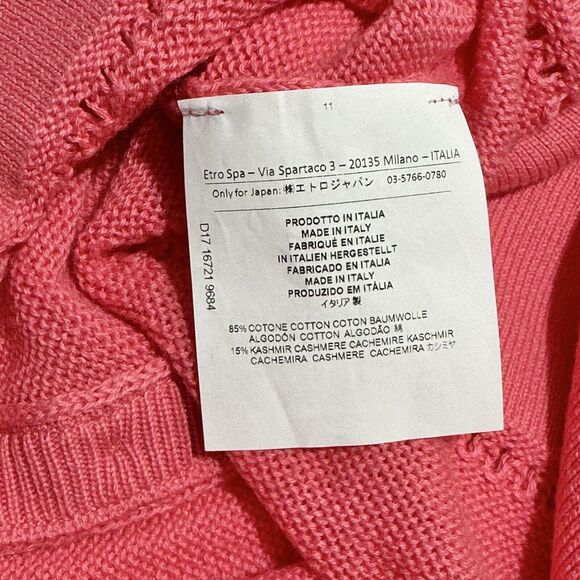 11
Etro Spa – Via Spartaco 3 – 20135 Milano – ITALIA
Only for Japan: ㈱エトロジャパン 03-5766-0780
D17 16721 9684
PRODOTTO IN ITALIA
MADE IN ITALY
FABRIQUÉ EN ITALIE
IN ITALIEN HERGESTELLT
FABRICADO EN ITALIA
MADE IN ITALY
PRODUZIDO EM ITÁLIA
イタリア 製
85% COTONE COTTON COTON BAUMWOLLE
ALGODÓN COTTON ALGODÃO 綿
15% KASHMIR CASHMERE CACHEMIRE KASCHMIR
CACHEMIRA CASHMERE CACHEMIRA カシミヤ